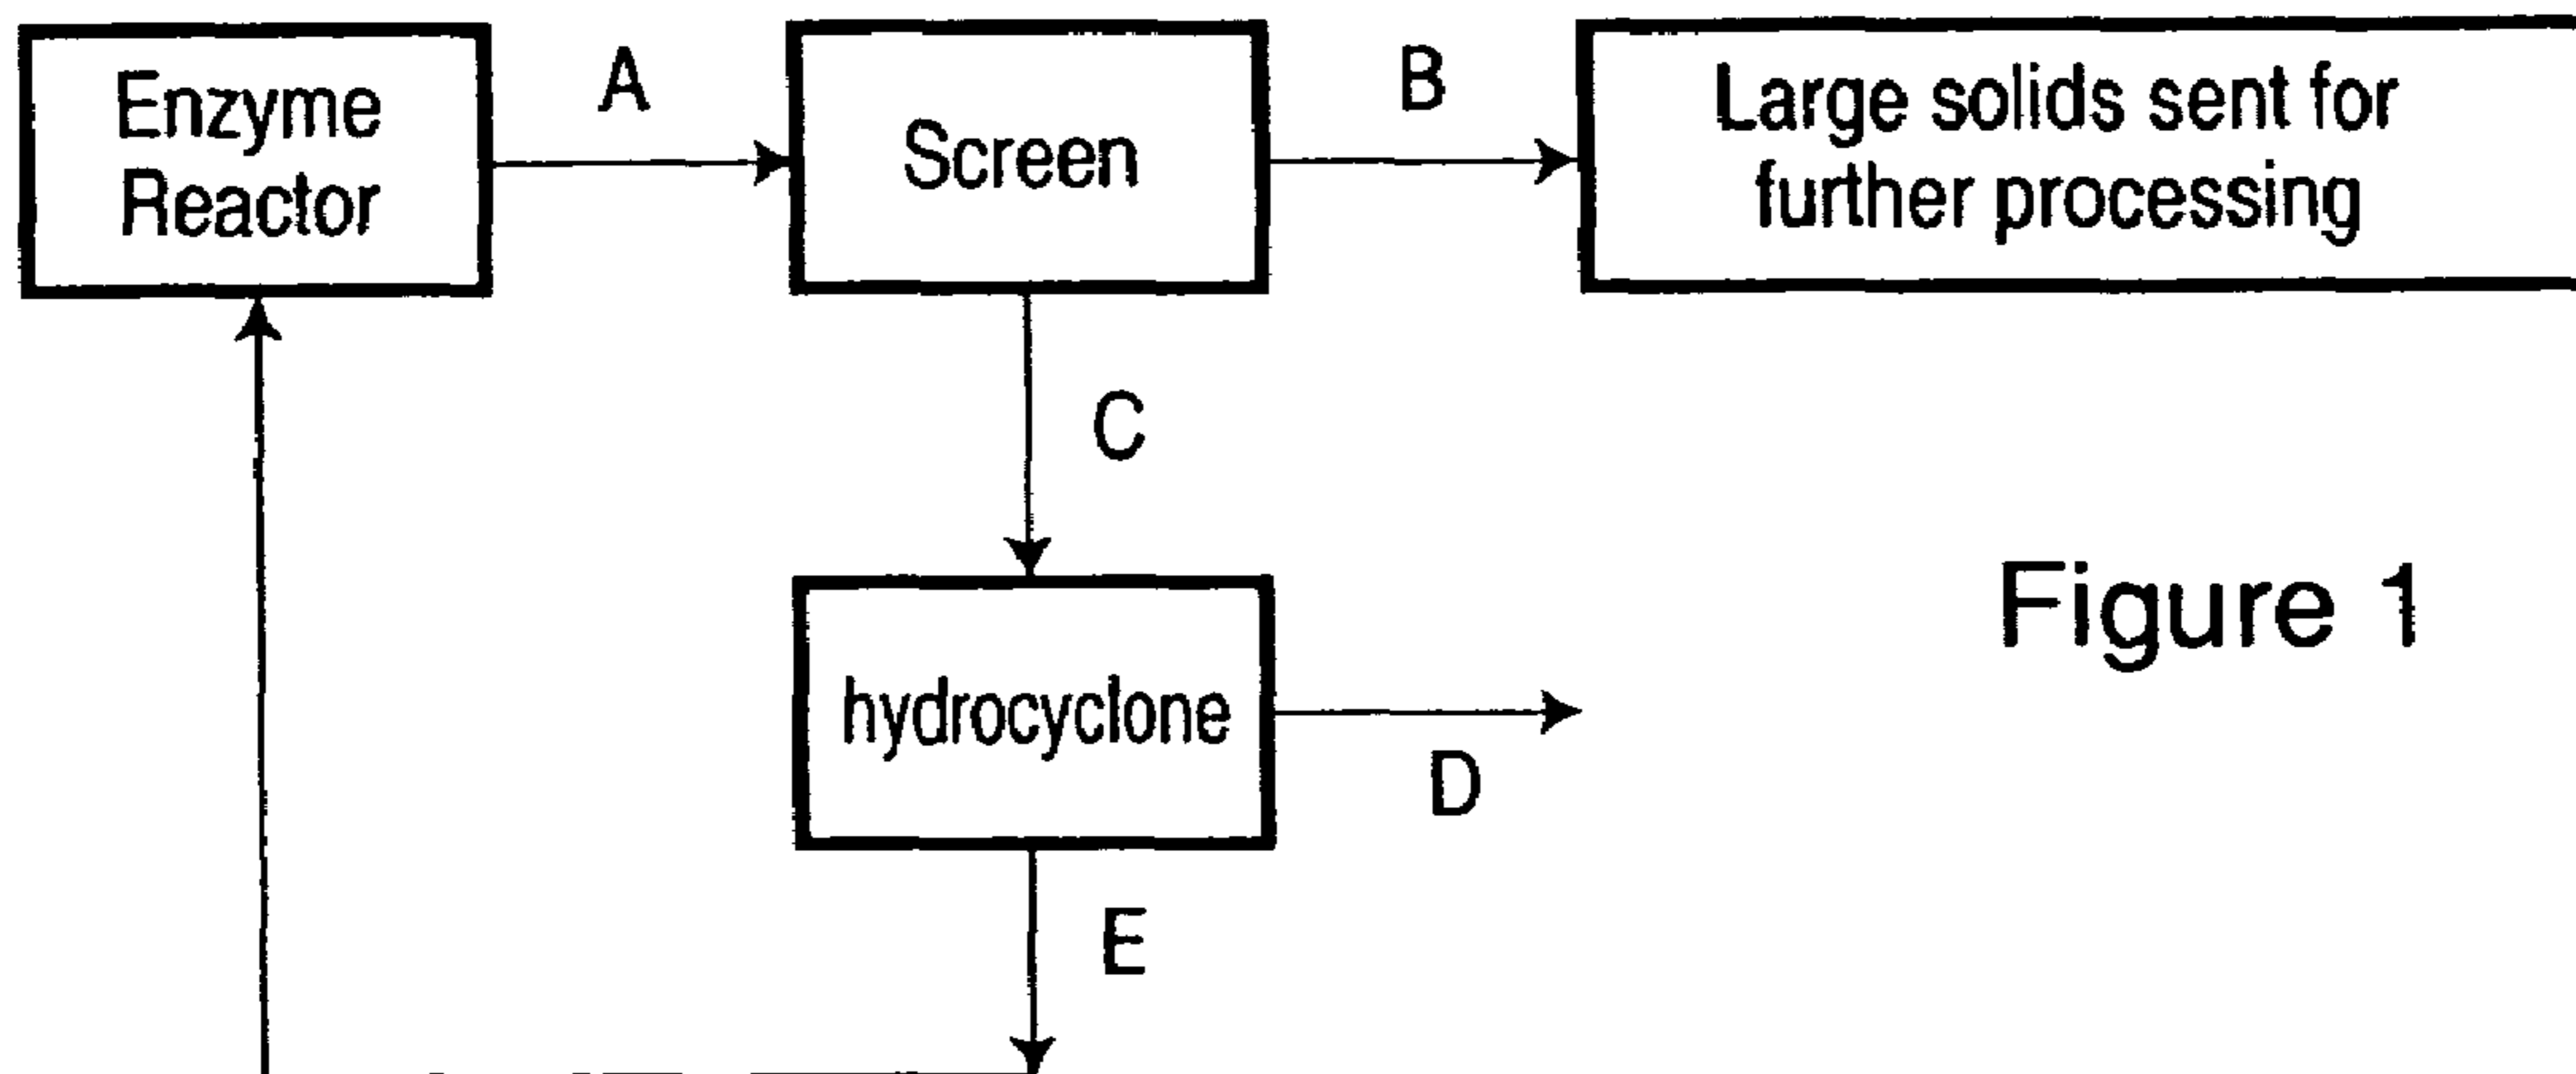 Enzyme
Reactor
A
Screen
B
Large solids sent for
further processing
C
Figure 1
hydrocyclone
D
E